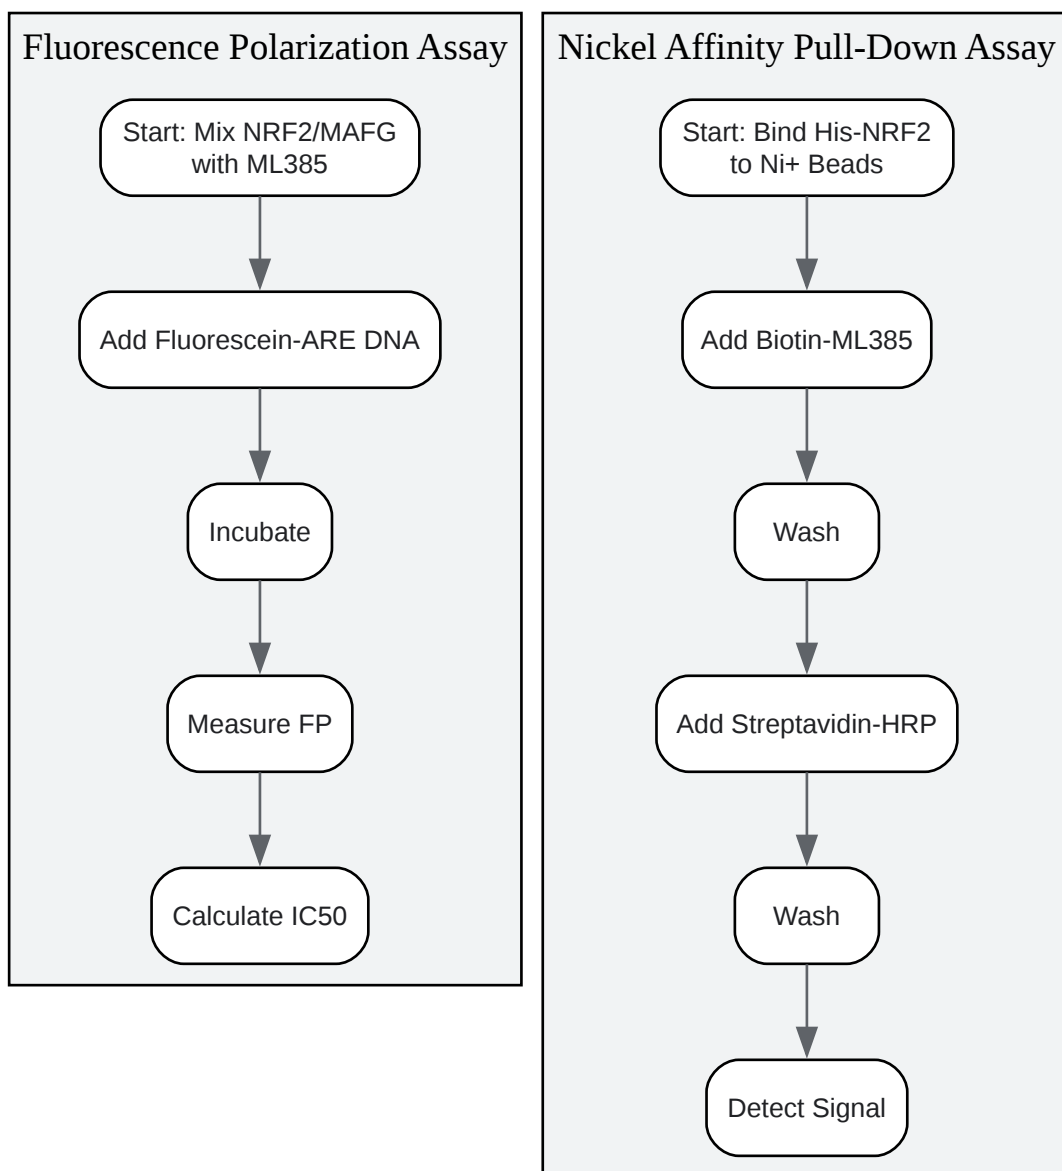 Fluorescence Polarization Assay
Start: Mix NRF2/MAFG
with ML385
Add Fluorescein-ARE DNA
Incubate
Measure FP
Calculate IC50
Nickel Affinity Pull-Down Assay
Start: Bind His-NRF2
to Ni+ Beads
Add Biotin-ML385
Wash
Add Streptavidin-HRP
Wash
Detect Signal